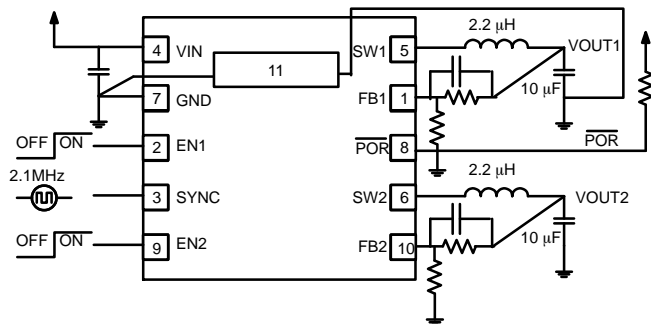 2.2 μH
4 VIN SW1 5 VOUT1
11
7 GND FB1 1 10 μF
OFF ON 2 EN1 POR 8 POR
2.1MHz 2.2 μH
3 SYNC SW2 6 VOUT2
OFF ON 9 EN2 FB2 10 10 μF